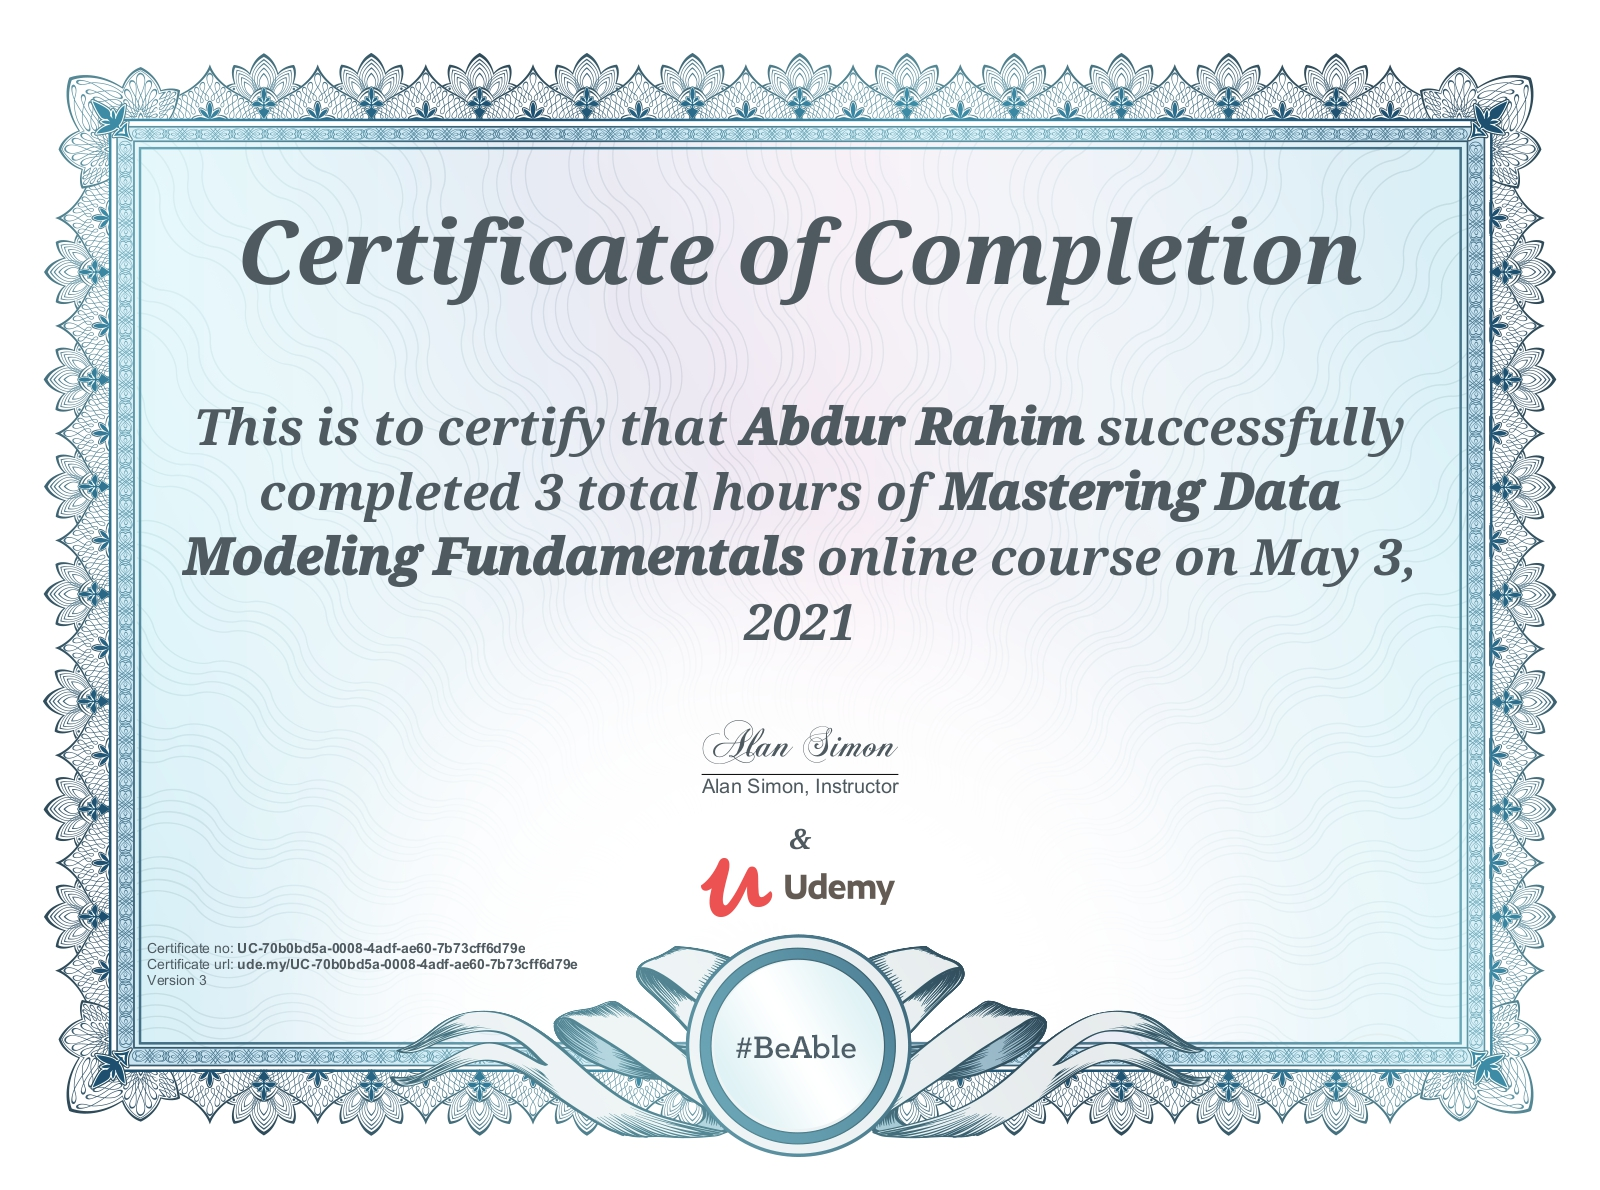 Certificate of Completion
This is to certify that Abdur Rahim successfully
completed 3 total hours of Mastering Data
Modeling Fundamentals online course on May 3,
2021
Alan Simon
Alan Simon, Instructor
&
Udemy
Certificate no: UC-70b0bd5a-0008-4adf-ae60-7b73cff6d79e
Certificate url: ude.my/UC-70b0bd5a-0008-4adf-ae60-7b73cff6d79e
Version 3
#BeAble